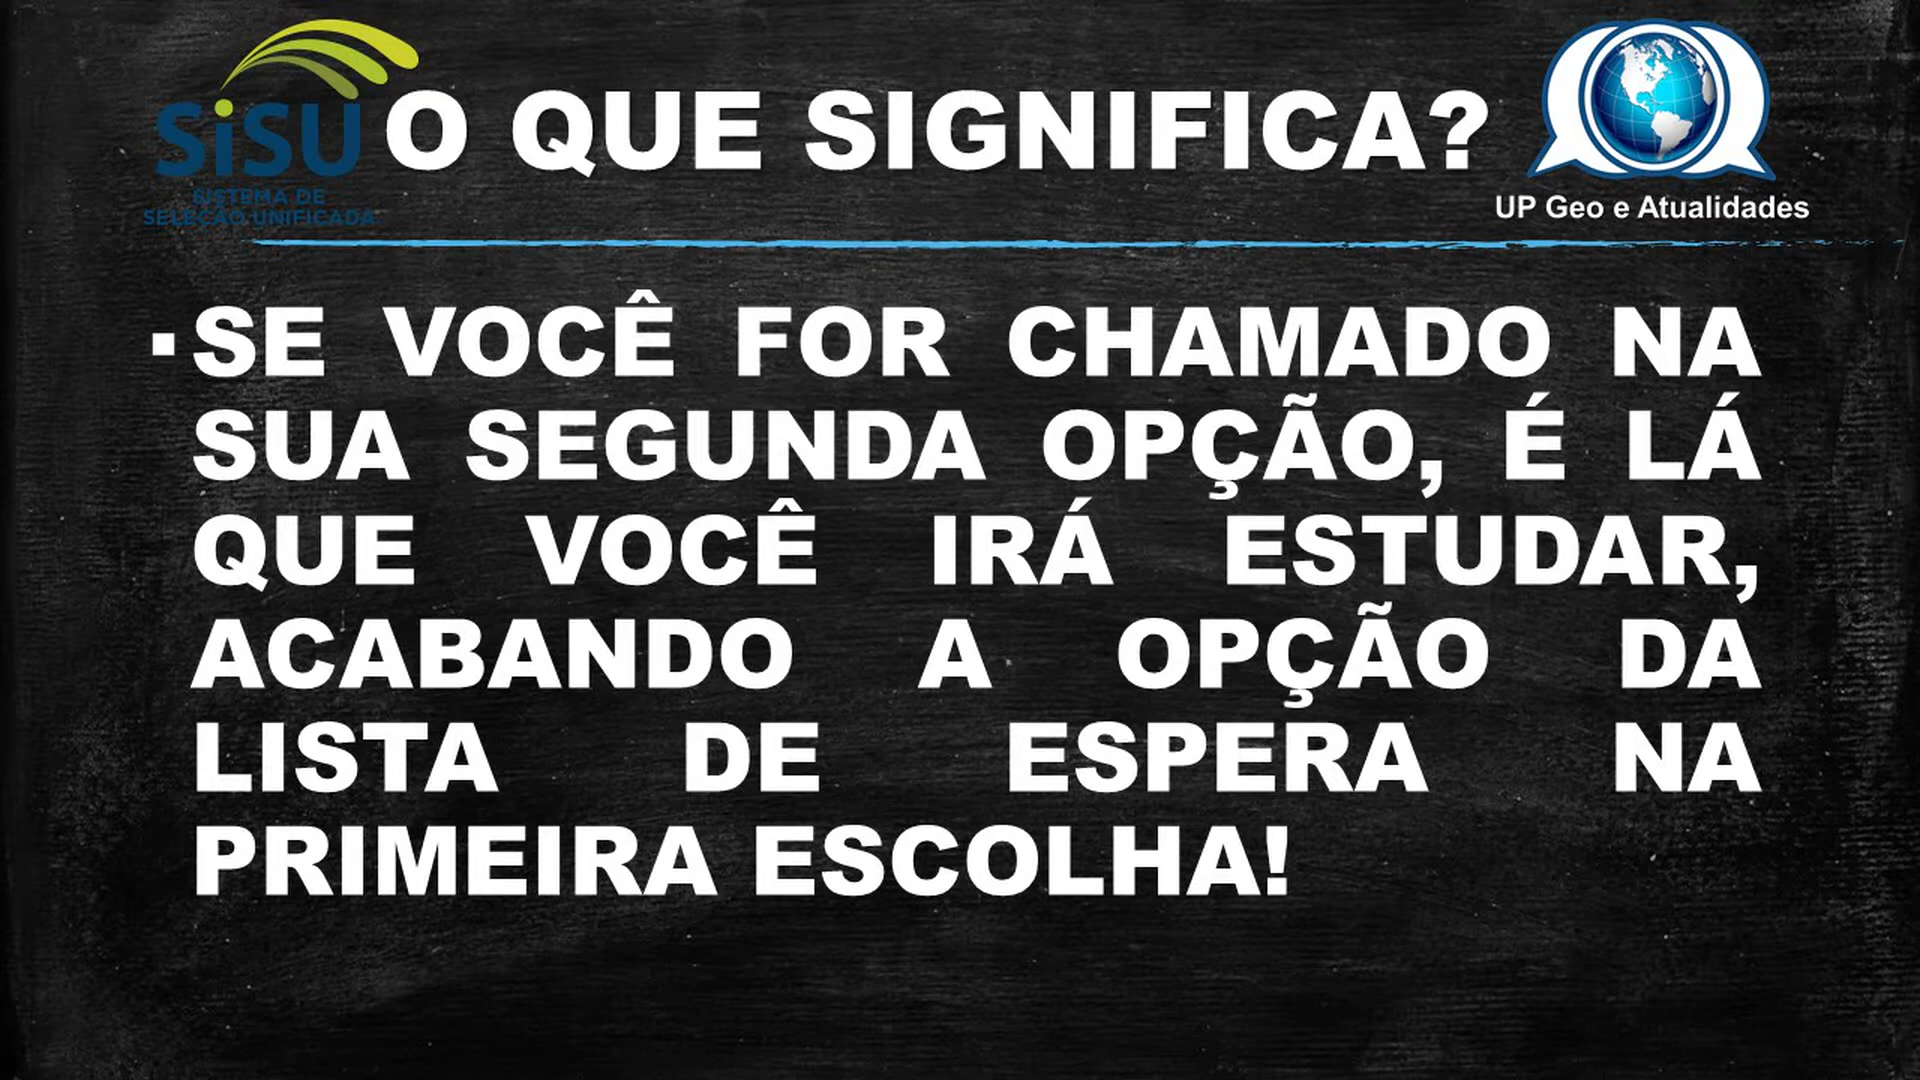 SiSU
SISTEMA DE
SELEÇÃO UNIFICADA
O QUE SIGNIFICA?
UP Geo e Atualidades
▪ SE VOCÊ FOR CHAMADO NA
SUA SEGUNDA OPÇÃO, É LÁ
QUE VOCÊ IRÁ ESTUDAR,
ACABANDO A OPÇÃO DA
LISTA DE ESPERA NA
PRIMEIRA ESCOLHA!